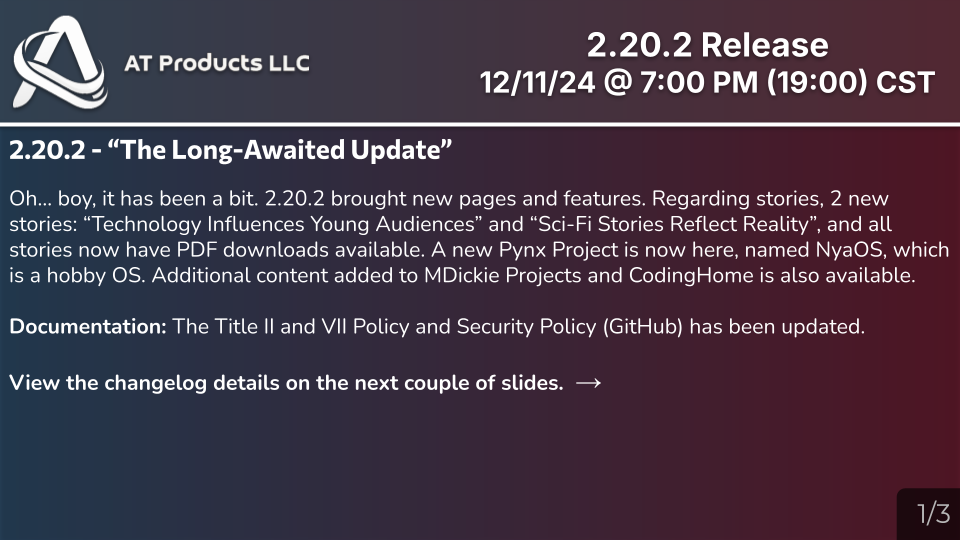 AT Products LLC
2.20.2 Release
12/11/24 @ 7:00 PM (19:00) CST
2.20.2 - “The Long-Awaited Update”
Oh... boy, it has been a bit. 2.20.2 brought new pages and features. Regarding stories, 2 new
stories: “Technology Influences Young Audiences” and “Sci-Fi Stories Reflect Reality”, and all
stories now have PDF downloads available. A new Pynx Project is now here, named NyaOS, which
is a hobby OS. Additional content added to MDickie Projects and CodingHome is also available.
Documentation: The Title II and VII Policy and Security Policy (GitHub) has been updated.
View the changelog details on the next couple of slides. →
1/3